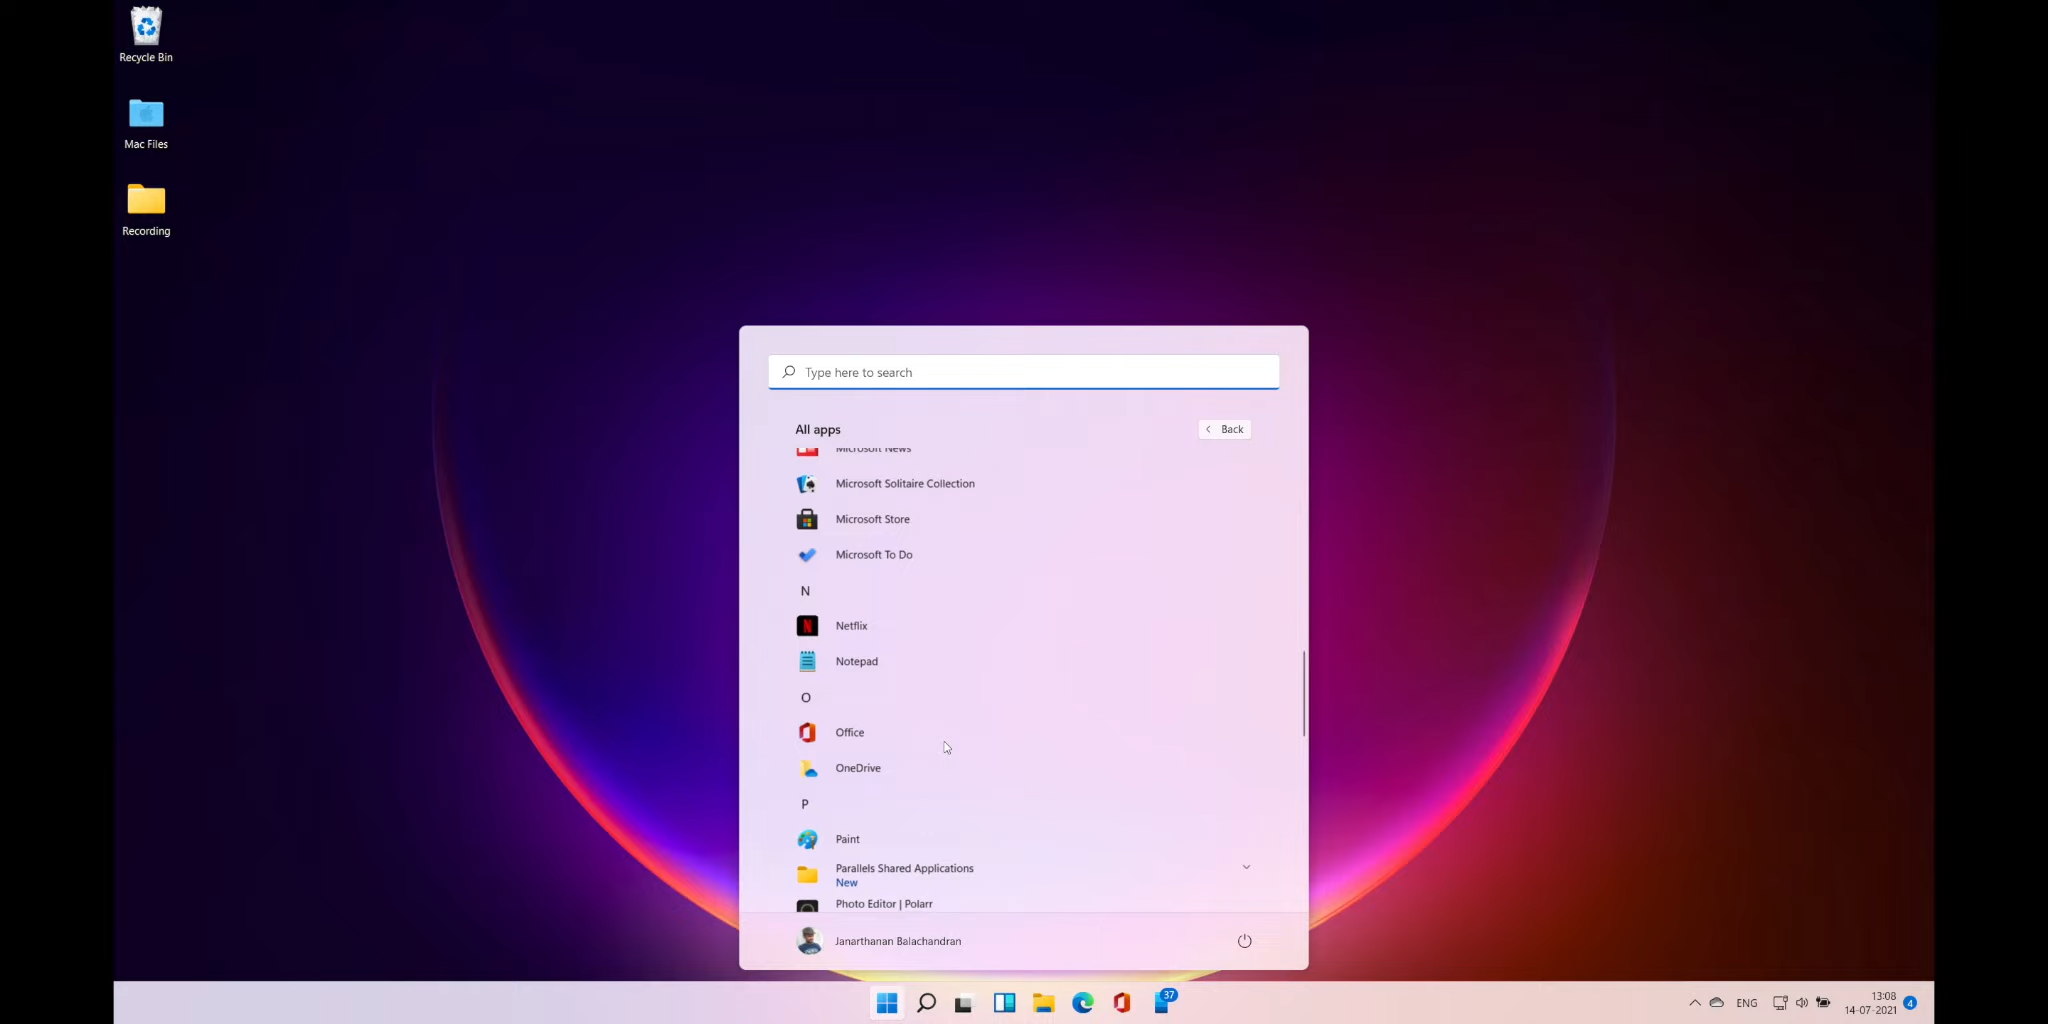 Recycle Bin
Mac Files
Recording
Type here to search
All apps
Back
Microsoft News
Microsoft Solitaire Collection
Microsoft Store
Microsoft To Do
N
Netflix
Notepad
O
Office
OneDrive
P
Paint
Parallels Shared Applications
New
Photo Editor | Polarr
Janarthanan Balachandran
37
ENG
13:08
14-07-2021
4